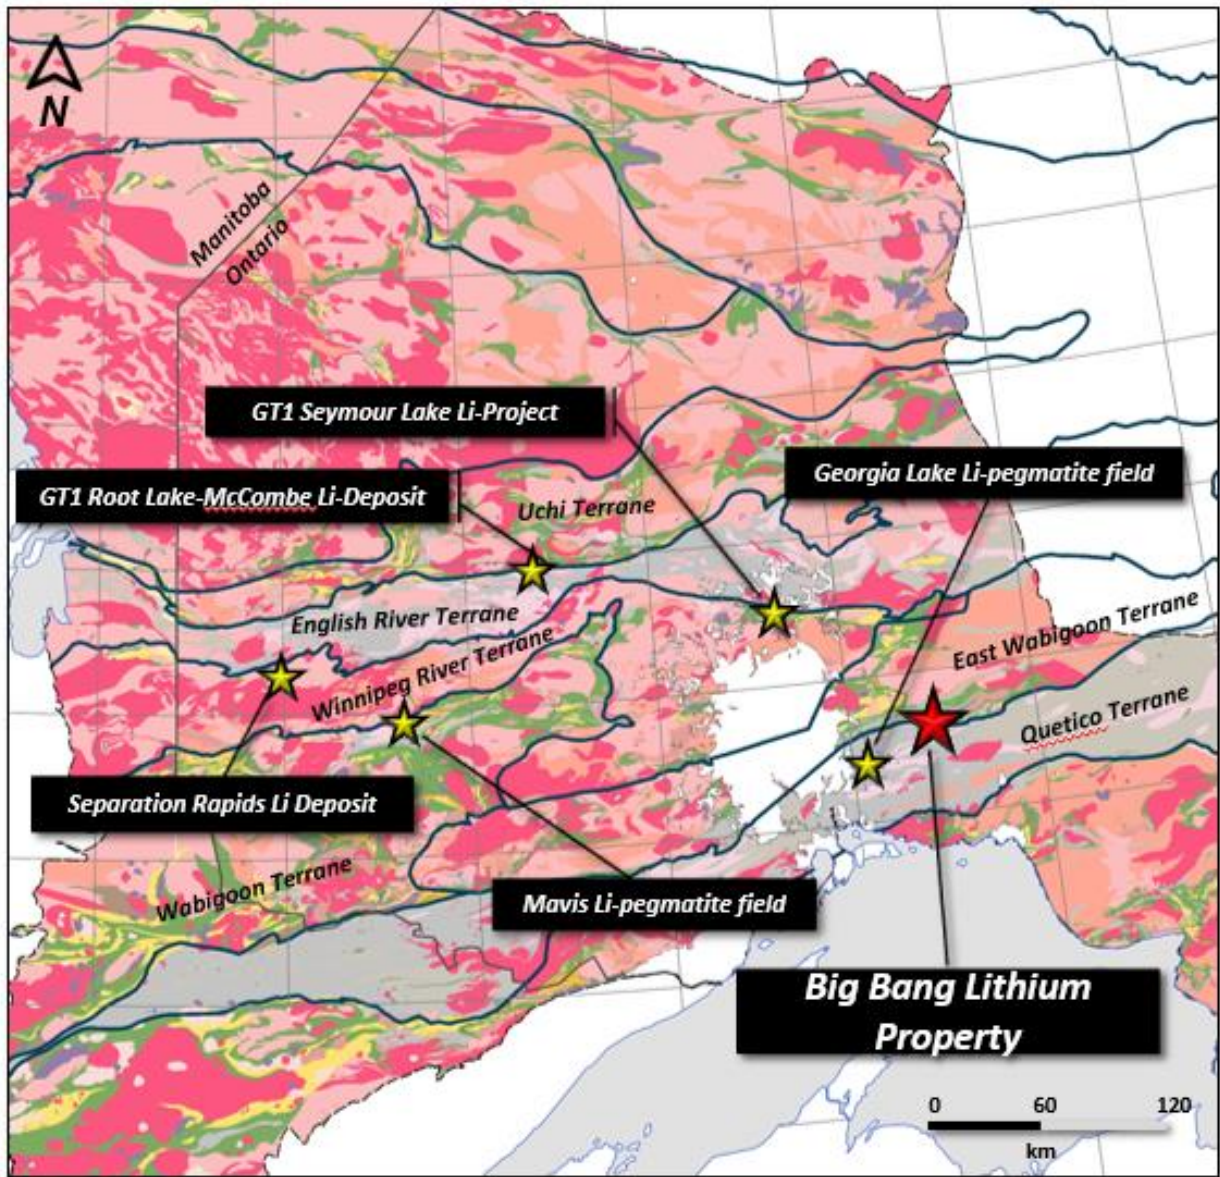 N
Manitoba
Ontario
GT1 Seymour Lake Li-Project
Georgia Lake Li-pegmatite field
GT1 Root Lake-McCombe Li-Deposit
Uchi Terrane
English River Terrane
Winnipeg River Terrane
East Wabigoon Terrane
Quetico Terrane
Separation Rapids Li Deposit
Wabigoon Terrane
Mavis Li-pegmatite field
Big Bang Lithium
Property
0 60 120
km